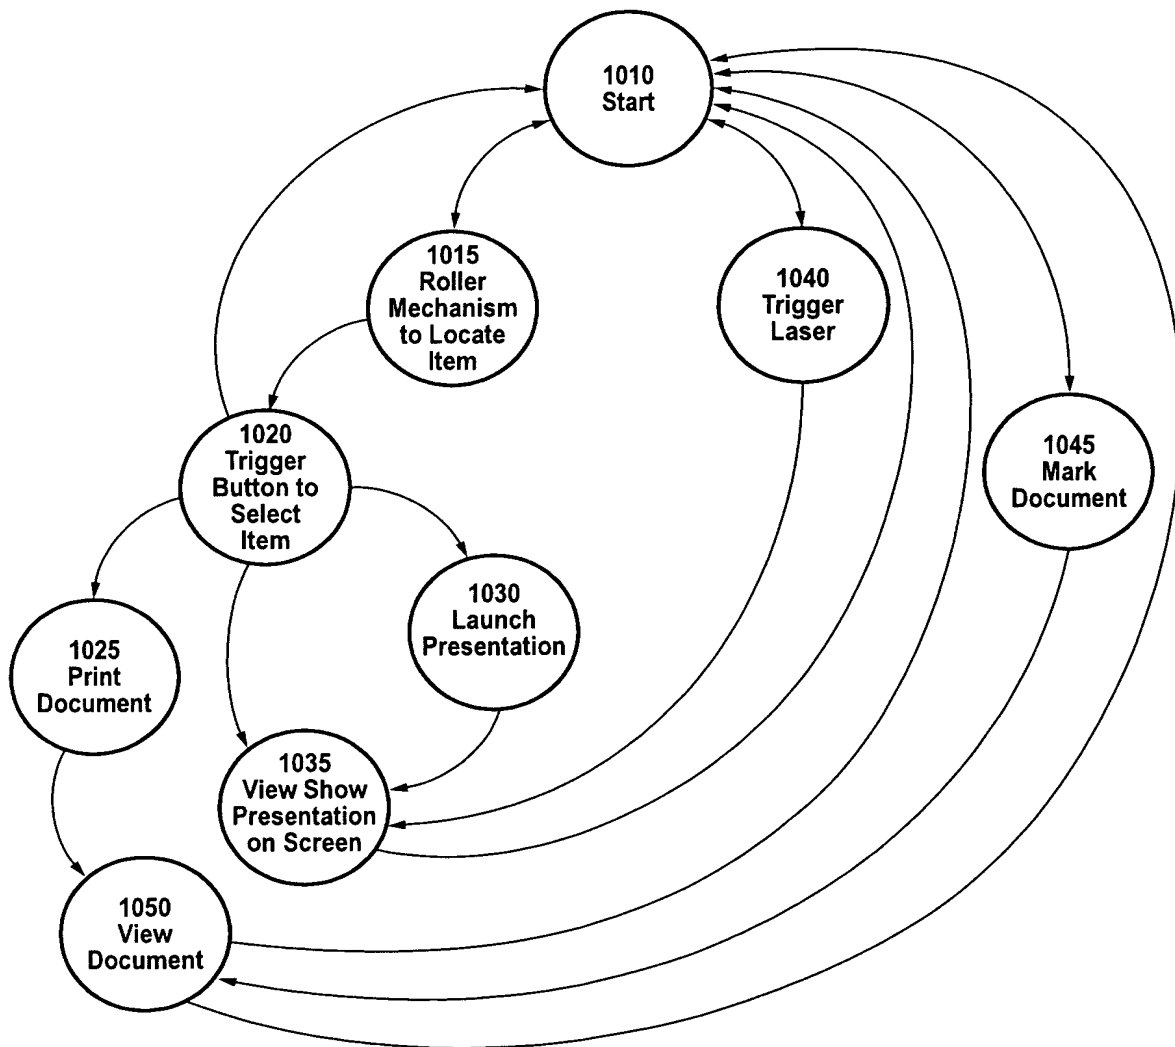 1010
Start
1015
Roller
Mechanism
to Locate
Item
1040
Trigger
Laser
1020
Trigger
Button to
Select
Item
1045
Mark
Document
1030
Launch
Presentation
1025
Print
Document
1035
View Show
Presentation
on Screen
1050
View
Document